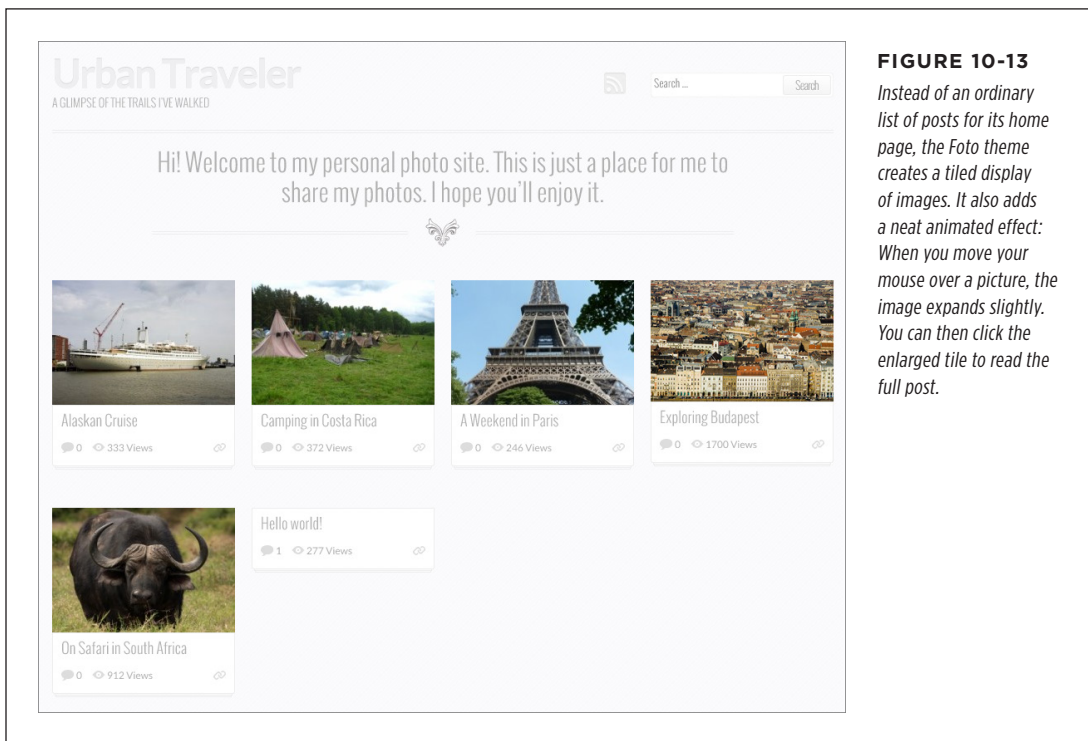 Urban Traveler
A GLIMPSE OF THE TRAILS I'VE WALKED
Search ...
Search
Hi! Welcome to my personal photo site. This is just a place for me to
share my photos. I hope you'll enjoy it.
Alaskan Cruise
0 333 Views
Camping in Costa Rica
0 372 Views
A Weekend in Paris
0 246 Views
Exploring Budapest
0 1700 Views
On Safari in South Africa
0 912 Views
Hello world!
1 277 Views
FIGURE 10-13
Instead of an ordinary
list of posts for its home
page, the Foto theme
creates a tiled display
of images. It also adds
a neat animated effect:
When you move your
mouse over a picture, the
image expands slightly.
You can then click the
enlarged tile to read the
full post.